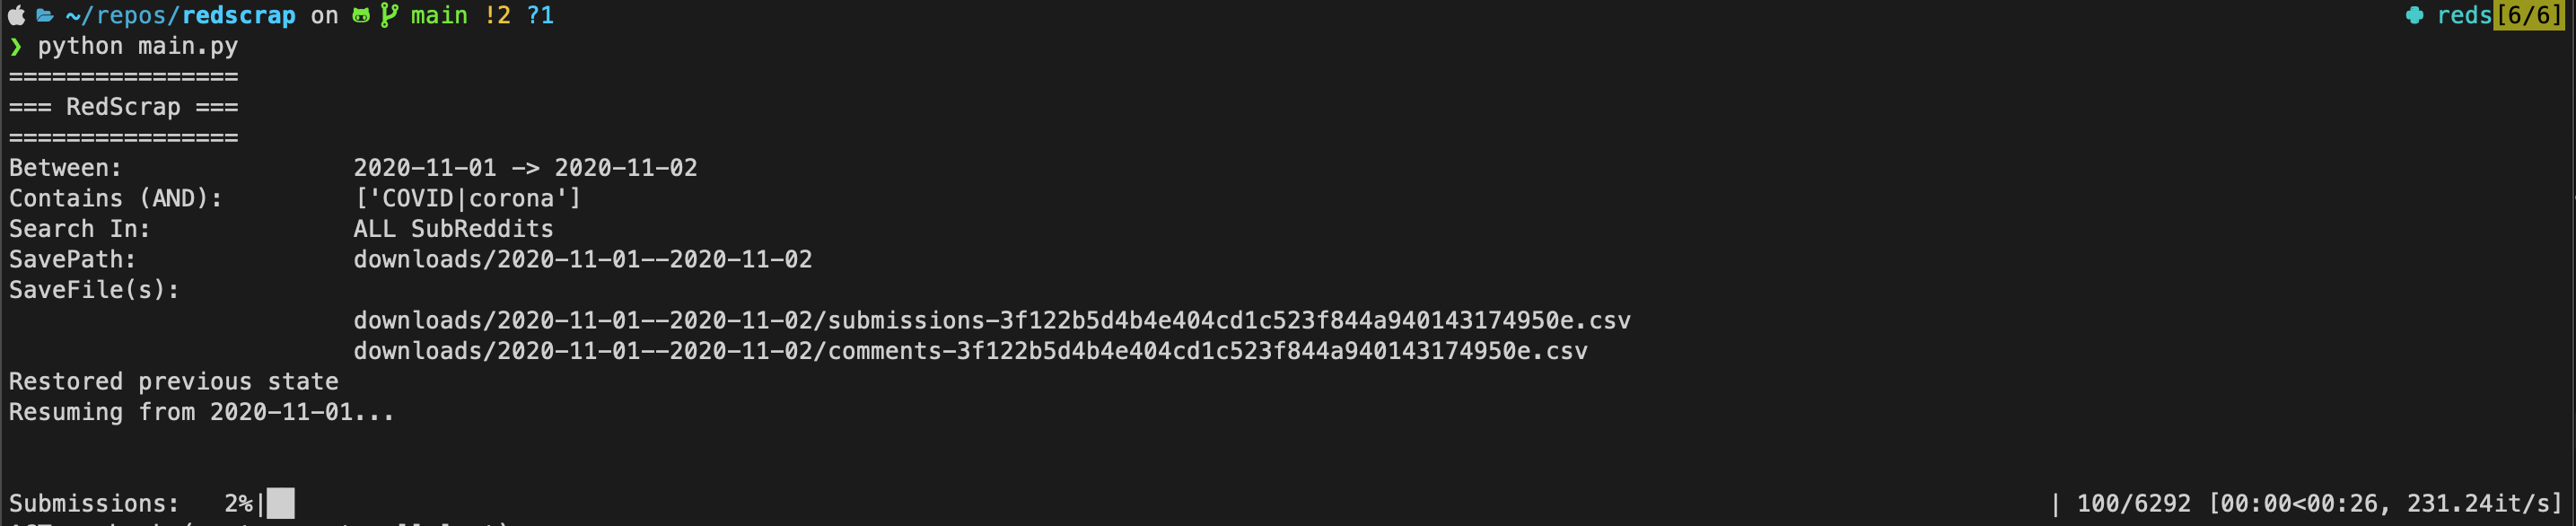 ~/repos/redscrap on main !2 ?1 reds[6/6]
❯ python main.py
================
=== RedScrap ===
================
Between: 2020-11-01 -> 2020-11-02
Contains (AND): ['COVID|corona']
Search In: ALL SubReddits
SavePath: downloads/2020-11-01--2020-11-02
SaveFile(s):
downloads/2020-11-01--2020-11-02/submissions-3f122b5d4b4e404cd1c523f844a940143174950e.csv
downloads/2020-11-01--2020-11-02/comments-3f122b5d4b4e404cd1c523f844a940143174950e.csv
Restored previous state
Resuming from 2020-11-01...
Submissions: 2%| | 100/6292 [00:00<00:26, 231.24it/s]